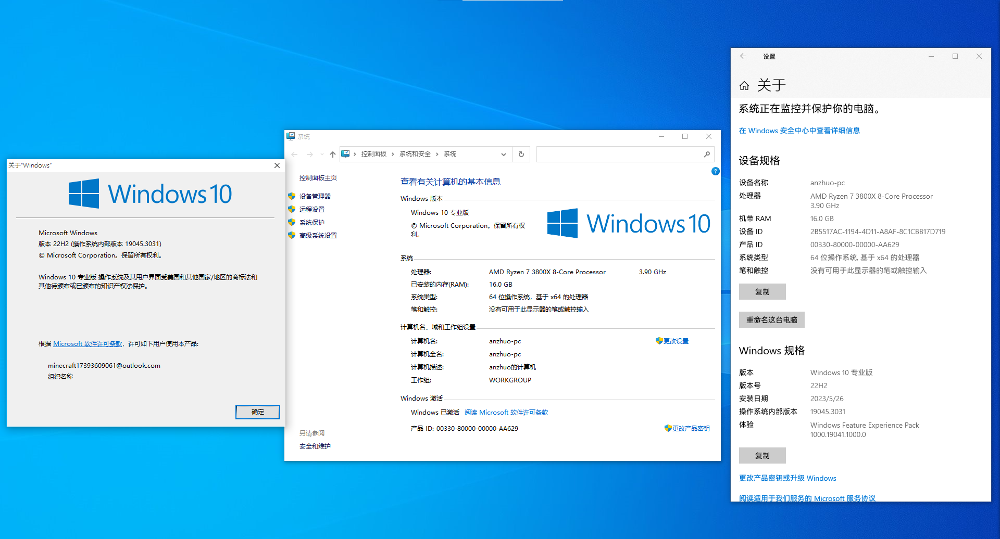 关于"Windows"
Windows 10
Microsoft Windows
版本 22H2 (操作系统内部版本 19045.3031)
© Microsoft Corporation。保留所有权利。
Windows 10 专业版 操作系统及其用户界面受美国和其他国家/地区的商标法和
其他待颁布或已颁布的知识产权法保护。
根据 Microsoft 软件许可条款，许可如下用户使用本产品:
minecraft17393609061@outlook.com
组织名称
确定
系统
控制面板 › 系统和安全 › 系统
控制面板主页
设备管理器
远程设置
系统保护
高级系统设置
另请参阅
安全和维护
查看有关计算机的基本信息
Windows 版本
Windows 10 专业版
© Microsoft Corporation。保留所有权
利。
Windows 10
系统
处理器: AMD Ryzen 7 3800X 8-Core Processor 3.90 GHz
已安装的内存(RAM): 16.0 GB
系统类型: 64 位操作系统，基于 x64 的处理器
笔和触控: 没有可用于此显示器的笔或触控输入
计算机名、域和工作组设置
计算机名: anzhuo-pc 更改设置
计算机全名: anzhuo-pc
计算机描述: anzhuo的计算机
工作组: WORKGROUP
Windows 激活
Windows 已激活 阅读 Microsoft 软件许可条款
产品 ID: 00330-80000-00000-AA629 更改产品密钥
设置
关于
系统正在监控并保护你的电脑。
在 Windows 安全中心中查看详细信息
设备规格
设备名称 anzhuo-pc
处理器 AMD Ryzen 7 3800X 8-Core Processor
3.90 GHz
机带 RAM 16.0 GB
设备 ID 2B5517AC-1194-4D11-A8AF-8C1CBB17D719
产品 ID 00330-80000-00000-AA629
系统类型 64 位操作系统, 基于 x64 的处理器
笔和触控 没有可用于此显示器的笔或触控输入
复制
重命名这台电脑
Windows 规格
版本 Windows 10 专业版
版本号 22H2
安装日期 2023/5/26
操作系统内部版本 19045.3031
体验 Windows Feature Experience Pack
1000.19041.1000.0
复制
更改产品密钥或升级 Windows
阅读适用于我们服务的 Microsoft 服务协议